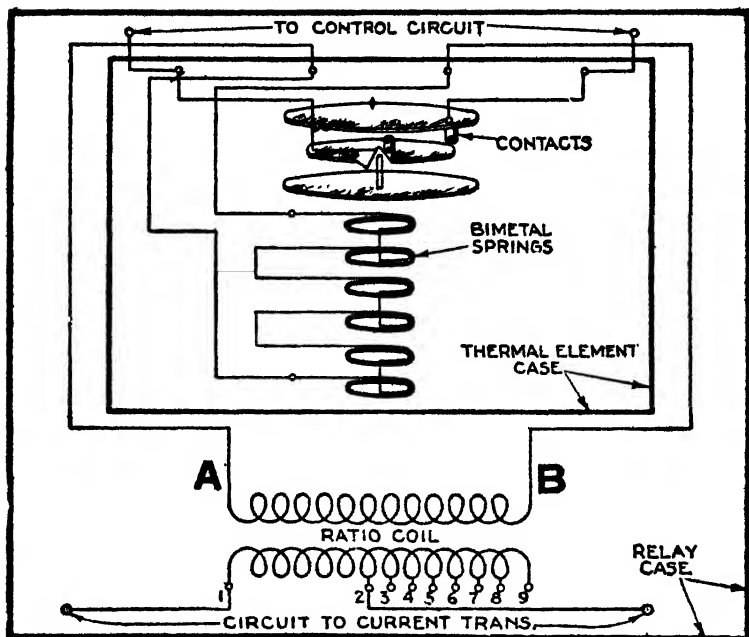 TO CONTROL CIRCUIT
CONTACTS
BIMETAL
SPRINGS
THERMAL ELEMENT
CASE
A
B
RATIO COIL
RELAY
CASE
1 2 3 4 5 6 7 8 9
CIRCUIT TO CURRENT TRANS.